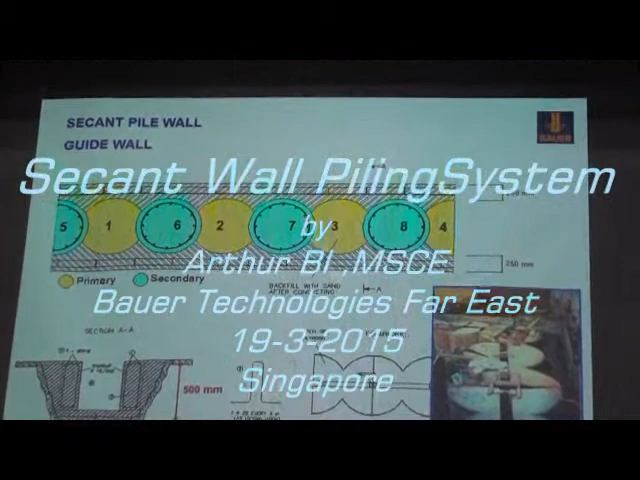 SECANT PILE WALL
BAUER
GUIDE WALL
Secant Wall PilingSystem
5 1 6 2 7 3 8 4
by
Arthur BI ,MSCE
250 mm
Primary Secondary
BACKFILL WITH SAND
AFTER CONCRETING
A
Bauer Technologies Far East
19-3-2015
SECTION A-A
Singapore
500 mm